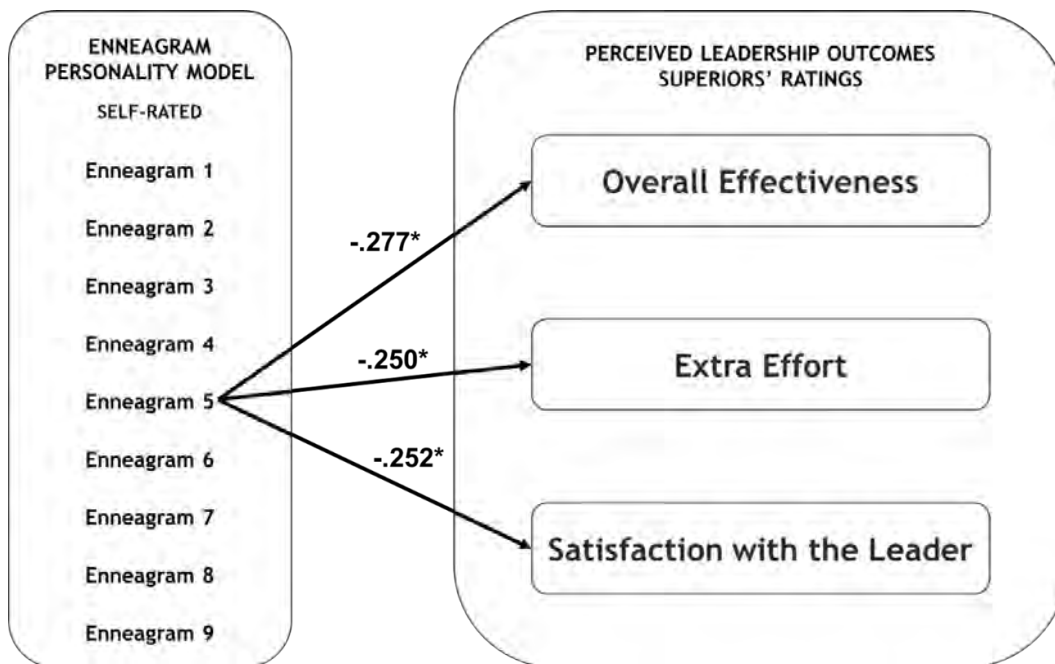 ENNEAGRAM
PERSONALITY MODEL
SELF-RATED
Enneagram 1
Enneagram 2
Enneagram 3
Enneagram 4
Enneagram 5
Enneagram 6
Enneagram 7
Enneagram 8
Enneagram 9
-.277*
-.250*
-.252*
PERCEIVED LEADERSHIP OUTCOMES
SUPERIORS’ RATINGS
Overall Effectiveness
Extra Effort
Satisfaction with the Leader